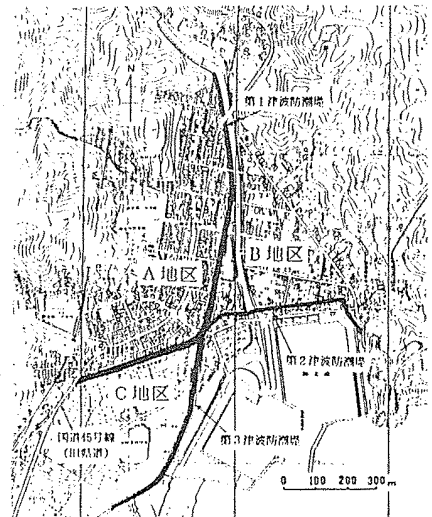 N
第1津波防潮堤
A地区
B地区
第2津波防潮堤
C地区
国道45号線
(旧県道)
第3津波防潮堤
0 100 200 300m